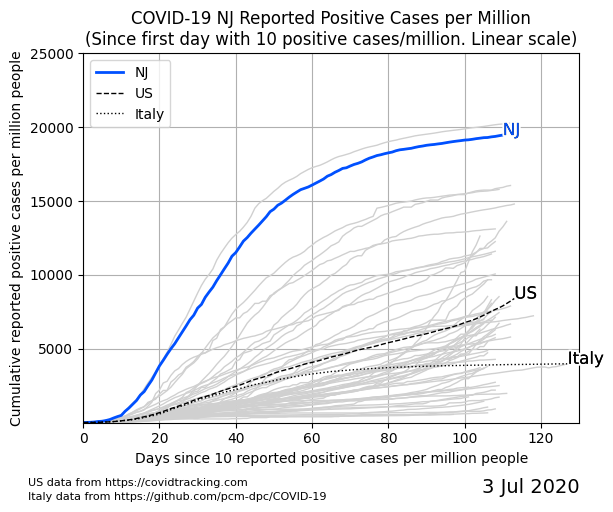 COVID-19 NJ Reported Positive Cases per Million
(Since first day with 10 positive cases/million. Linear scale)
Cumulative reported positive cases per million people
25000
20000
15000
10000
5000
NJ
US
Italy
NJ
US
Italy
0
20
40
60
80
100
120
Days since 10 reported positive cases per million people
US data from https://covidtracking.com
Italy data from https://github.com/pcm-dpc/COVID-19
3 Jul 2020